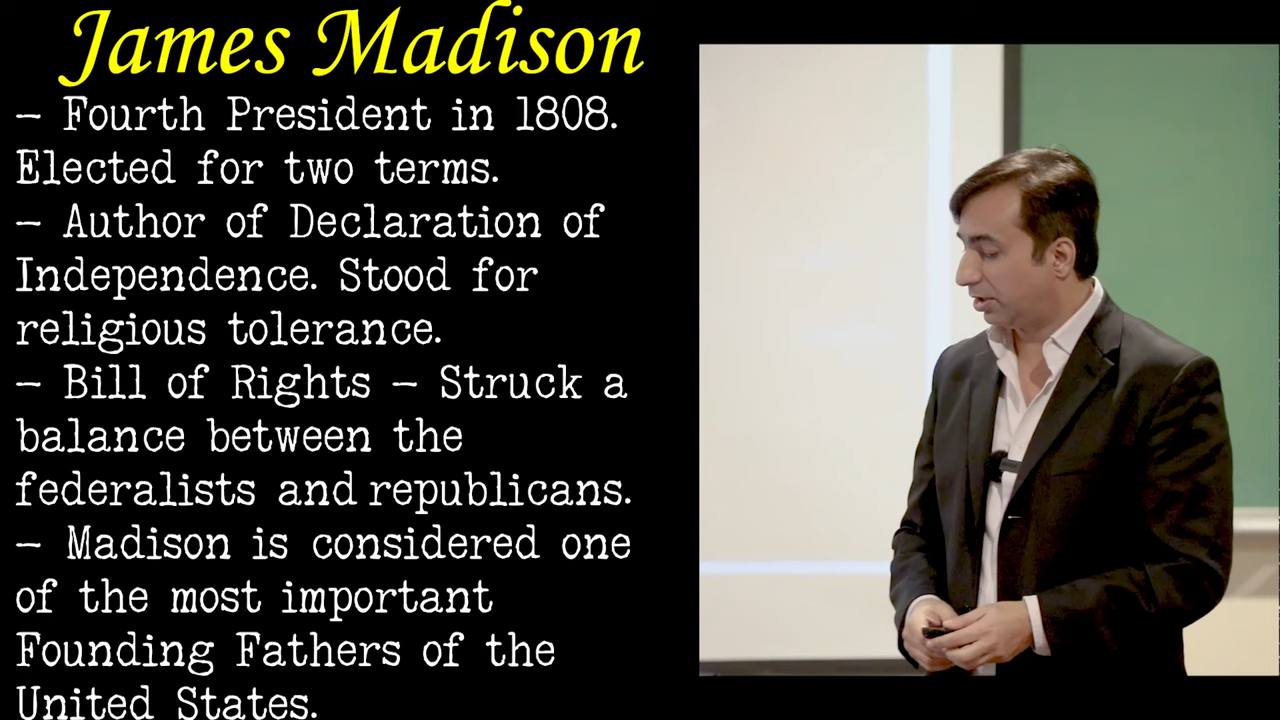 James Madison
– Fourth President in 1808.
Elected for two terms.
– Author of Declaration of
Independence. Stood for
religious tolerance.
– Bill of Rights – Struck a
balance between the
federalists and republicans.
– Madison is considered one
of the most important
Founding Fathers of the
United States.